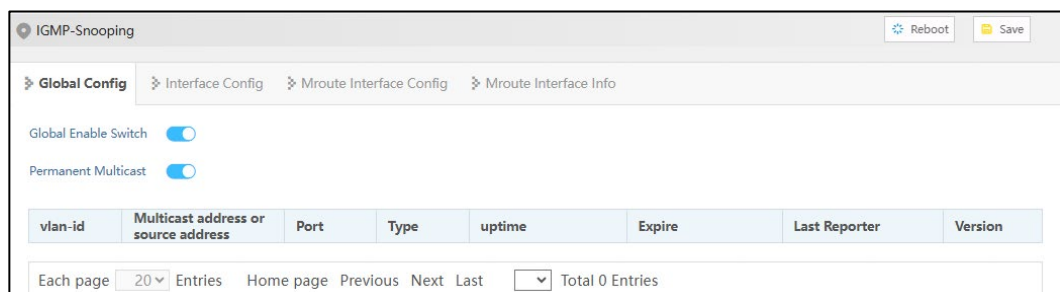 IGMP-Snooping
Reboot
Save
Global Config
Interface Config
Mroute Interface Config
Mroute Interface Info
Global Enable Switch
Permanent Multicast
vlan-id
Multicast address or
source address
Port
Type
uptime
Expire
Last Reporter
Version
Each page 20 Entries Home page Previous Next Last Total 0 Entries